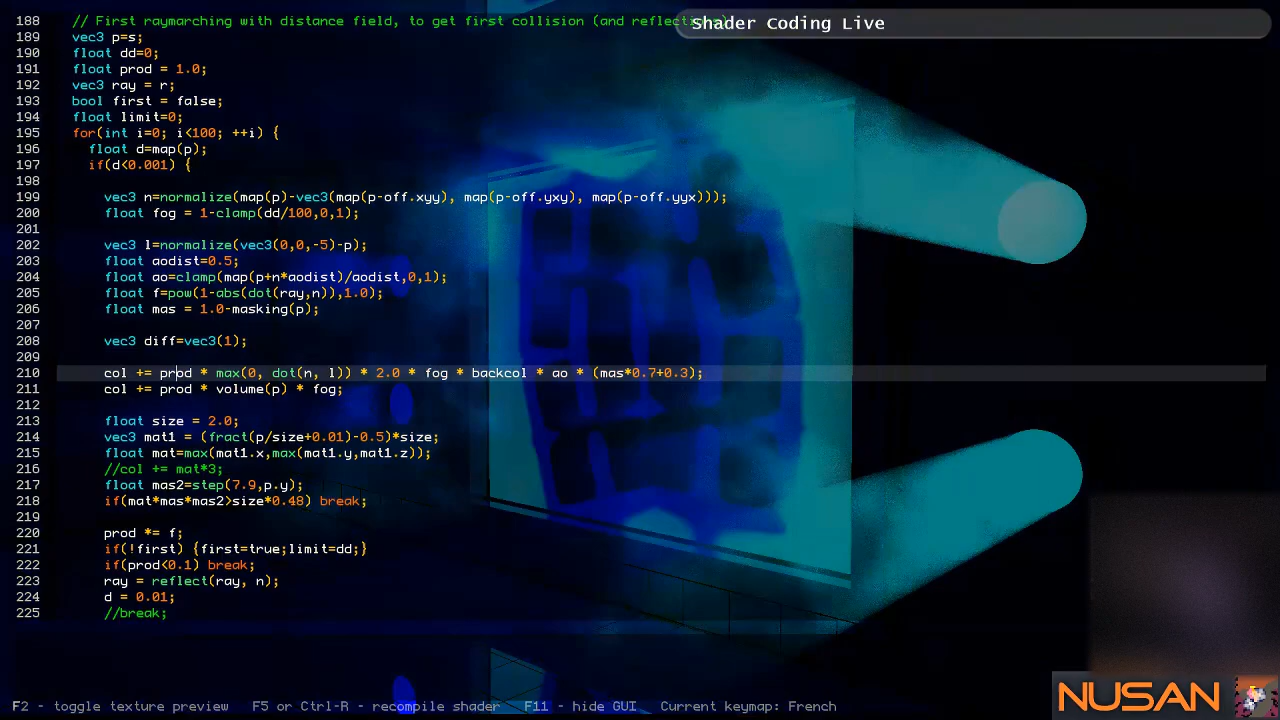 188 // First raymarching with distance field, to get first collision (and reflect
Shader Coding Live
189 vec3 p=s;
190 float dd=0;
191 float prod = 1.0;
192 vec3 ray = r;
193 bool first = false;
194 float limit=0;
195 for(int i=0; i<100; ++i) {
196 float d=map(p);
197 if(d<0.001) {
198
199 vec3 n=normalize(map(p)-vec3(map(p-off.xyy), map(p-off.yxy), map(p-off.yyx)));
200 float fog = 1-clamp(dd/100,0,1);
201
202 vec3 l=normalize(vec3(0,0,-5)-p);
203 float aodist=0.5;
204 float ao=clamp(map(p+n*aodist)/aodist,0,1);
205 float f=pow(1-abs(dot(ray,n)),1.0);
206 float mas = 1.0-masking(p);
207
208 vec3 diff=vec3(1);
209
210 col += prod * max(0, dot(n, l)) * 2.0 * fog * backcol * ao * (mas*0.7+0.3);
211 col += prod * volume(p) * fog;
212
213 float size = 2.0;
214 vec3 mat1 = (fract(p/size+0.01)-0.5)*size;
215 float mat=max(mat1.x,max(mat1.y,mat1.z));
216 //col += mat*3;
217 float mas2=step(7.9,p.y);
218 if(mat*mas*mas2>size*0.48) break;
219
220 prod *= f;
221 if(!first) {first=true;limit=dd;}
222 if(prod<0.1) break;
223 ray = reflect(ray, n);
224 d = 0.01;
225 //break;
NUSAN
F2 - toggle texture preview F5 or Ctrl-R - recompile shader F11 - hide GUI Current keymap: French